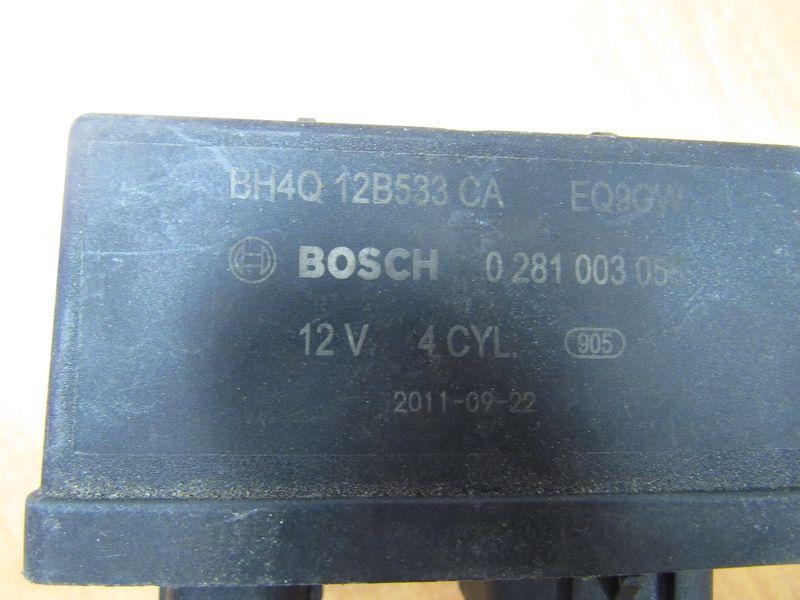 BH4Q 12B533 CA
BOSCH 0 281 003
12 V 4 CYL. 905
2011-09-22